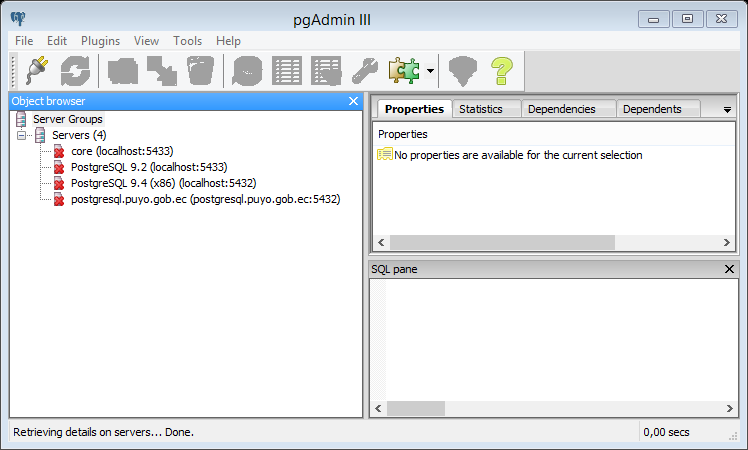 pgAdmin III
File Edit Plugins View Tools Help
Object browser
Server Groups
Servers (4)
core (localhost:5433)
PostgreSQL 9.2 (localhost:5433)
PostgreSQL 9.4 (x86) (localhost:5432)
postgresql.puyo.gob.ec (postgresql.puyo.gob.ec:5432)
Properties Statistics Dependencies Dependents
Properties
No properties are available for the current selection
SQL pane
Retrieving details on servers... Done.
0,00 secs